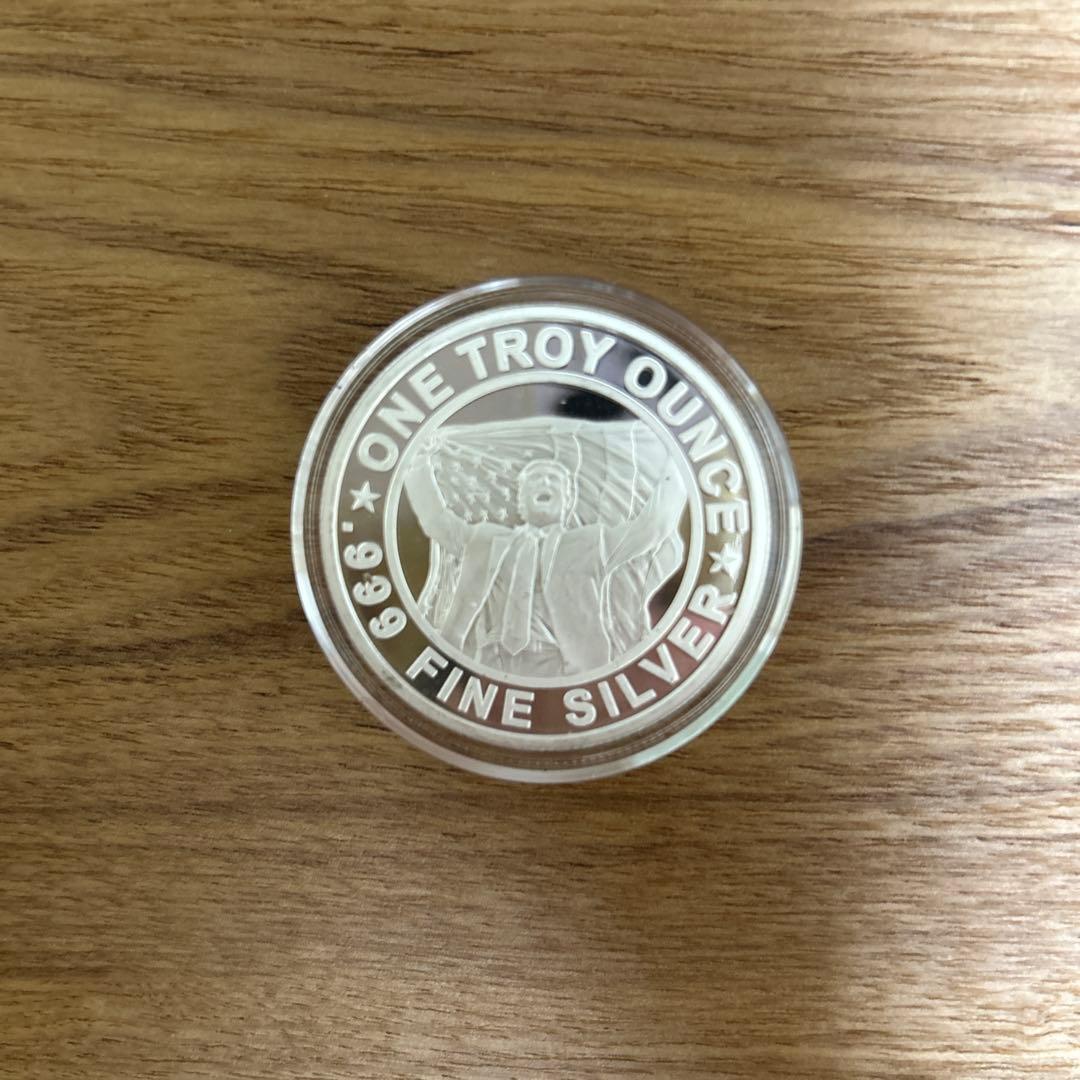 ★ ONE TROY OUNCE ★
.999 FINE SILVER